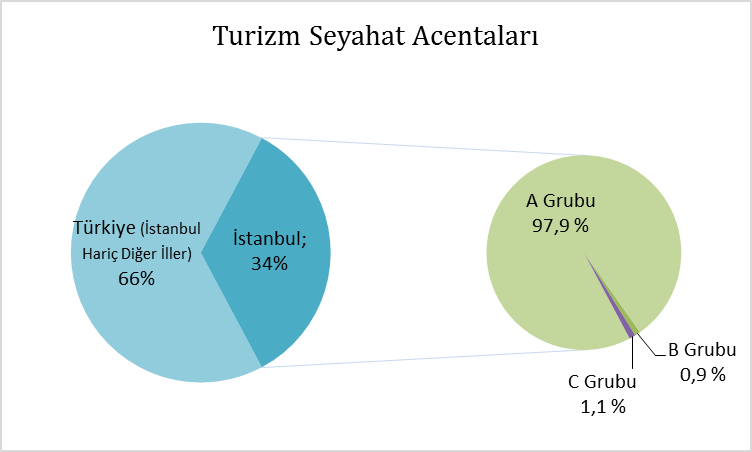 Turizm Seyahat Acentaları
Türkiye (İstanbul
Hariç Diğer İller)
66%
İstanbul;
34%
A Grubu
97,9 %
B Grubu
0,9 %
C Grubu
1,1 %